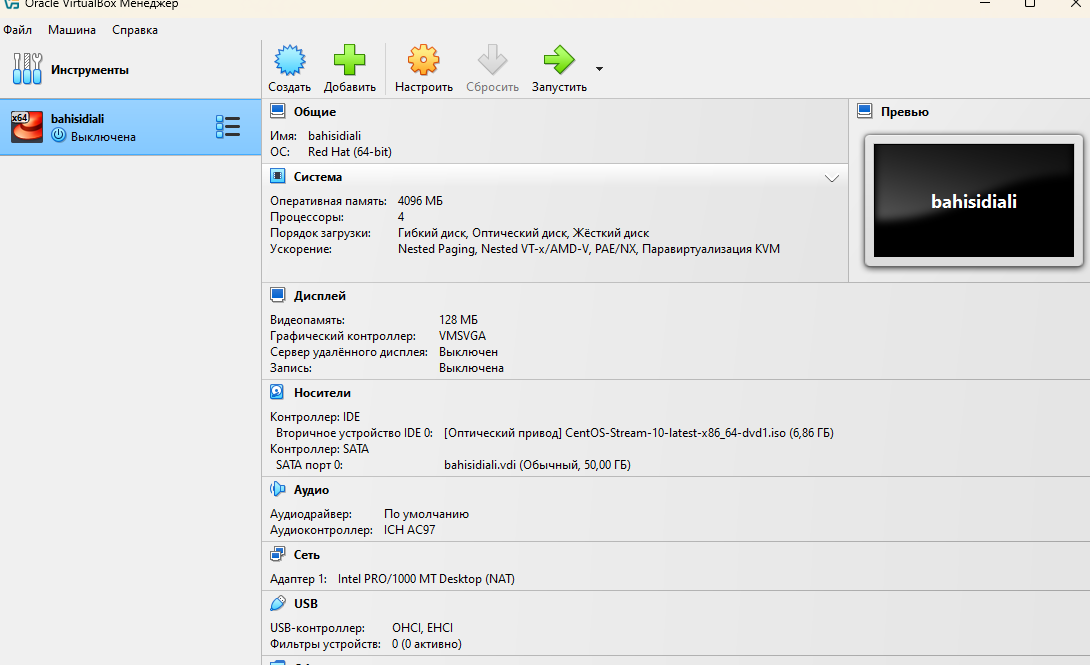 Oracle VirtualBox Менеджер
Файл Машина Справка
Инструменты
Создать Добавить Настроить Сбросить Запустить
x64
bahisidiali
Выключена
Общие
Имя: bahisidiali
ОС: Red Hat (64-bit)
Превью
bahisidiali
Система
Оперативная память: 4096 МБ
Процессоры: 4
Порядок загрузки: Гибкий диск, Оптический диск, Жёсткий диск
Ускорение: Nested Paging, Nested VT-x/AMD-V, PAE/NX, Паравиртуализация KVM
Дисплей
Видеопамять: 128 МБ
Графический контроллер: VMSVGA
Сервер удалённого дисплея: Выключен
Запись: Выключена
Носители
Контроллер: IDE
Вторичное устройство IDE 0: [Оптический привод] CentOS-Stream-10-latest-x86_64-dvd1.iso (6,86 ГБ)
Контроллер: SATA
SATA порт 0: bahisidiali.vdi (Обычный, 50,00 ГБ)
Аудио
Аудиодрайвер: По умолчанию
Аудиоконтроллер: ICH AC97
Сеть
Адаптер 1: Intel PRO/1000 MT Desktop (NAT)
USB
USB-контроллер: OHCI, EHCI
Фильтры устройств: 0 (0 активно)